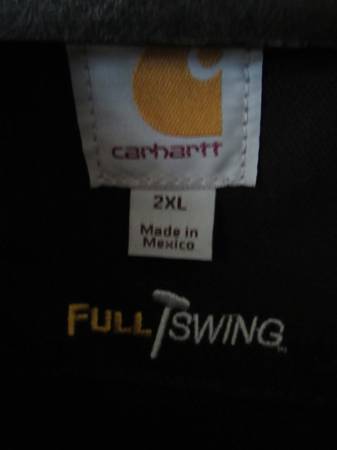 carhartt
2XL
Made in
Mexico
FULL SWING